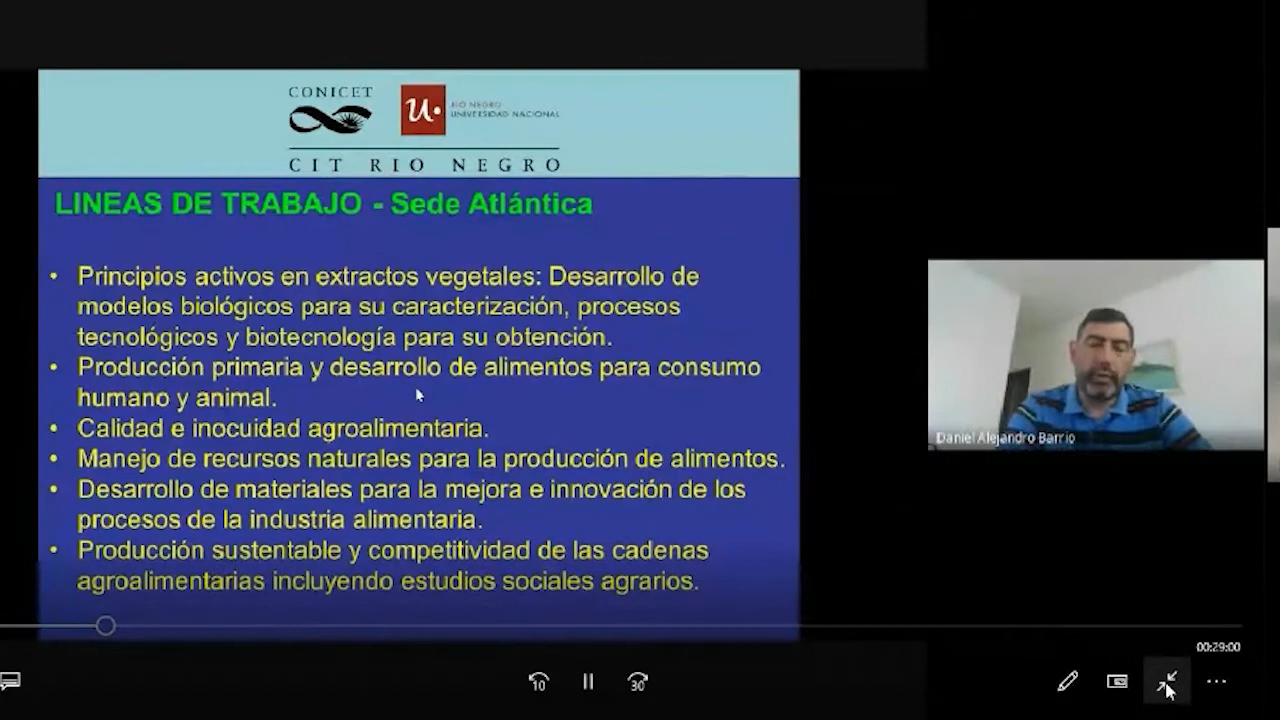 CONICET
U.
RIO NEGRO
UNIVERSIDAD NACIONAL
CIT RIO NEGRO
LINEAS DE TRABAJO - Sede Atlántica
• Principios activos en extractos vegetales: Desarrollo de
modelos biológicos para su caracterización, procesos
tecnológicos y biotecnología para su obtención.
• Producción primaria y desarrollo de alimentos para consumo
humano y animal.
• Calidad e inocuidad agroalimentaria.
• Manejo de recursos naturales para la producción de alimentos.
• Desarrollo de materiales para la mejora e innovación de los
procesos de la industria alimentaria.
• Producción sustentable y competitividad de las cadenas
agroalimentarias incluyendo estudios sociales agrarios.
Daniel Alejandro Barrio
00:29:00
10
30